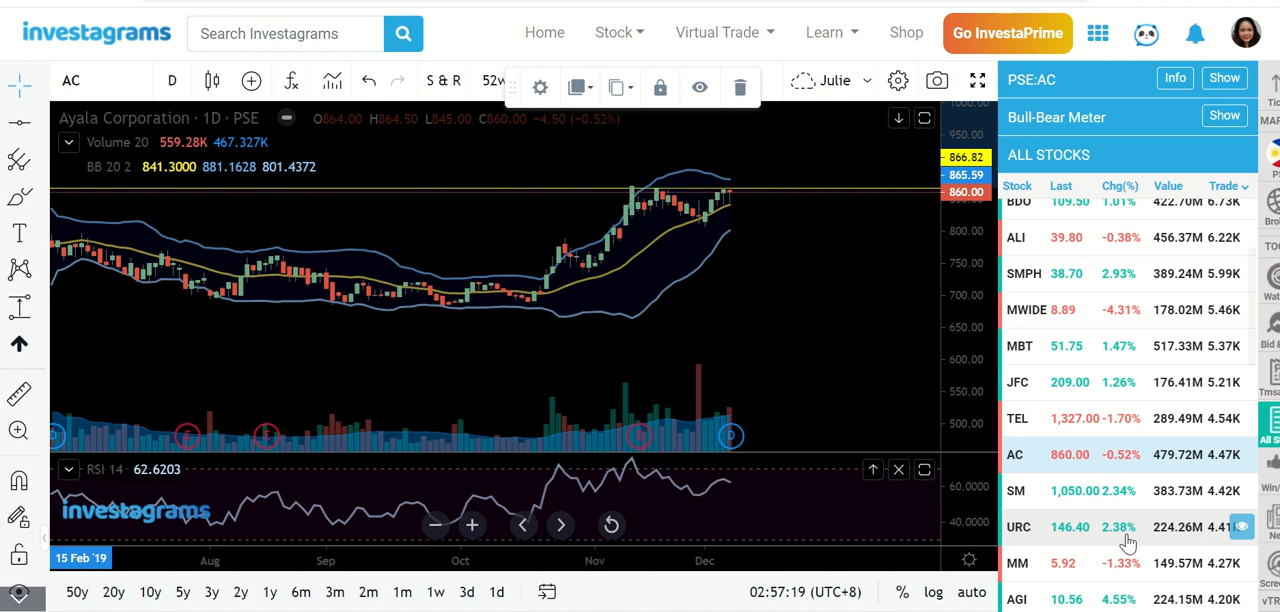 investagrams
Search Investagrams
Home
Stock
Virtual Trade
Learn
Shop
Go InvestaPrime
AC
D
S & R
52w
Julie
PSE:AC
Info
Show
Bull-Bear Meter
Show
ALL STOCKS
Stock Last Chg(%) Value Trade
BDO 109.50 1.01% 422.70M 6.73K
ALI 39.80 -0.38% 456.37M 6.22K
SMPH 38.70 2.93% 389.24M 5.99K
MWIDE 8.89 -4.31% 178.02M 5.46K
MBT 51.75 1.47% 517.33M 5.37K
JFC 209.00 1.26% 176.41M 5.21K
TEL 1,327.00 -1.70% 289.49M 4.54K
AC 860.00 -0.52% 479.72M 4.47K
SM 1,050.00 2.34% 383.73M 4.42K
URC 146.40 2.38% 224.26M 4.41
MM 5.92 -1.33% 149.57M 4.27K
AGI 10.56 4.55% 224.15M 4.20K
Ayala Corporation · 1D · PSE
O864.00 H864.50 L845.00 C860.00 -4.50 (-0.52%)
Volume 20 559.28K 467.327K
BB 20 2 841.3000 881.1628 801.4372
1000.00
950.00
866.82
865.59
860.00
800.00
750.00
700.00
650.00
600.00
550.00
500.00
E
E
D
D
RSI 14 62.6203
60.0000
40.0000
investagrams
15 Feb '19
Aug
Sep
Oct
Nov
Dec
50y 20y 10y 5y 3y 2y 1y 6m 3m 2m 1m 1w 3d 1d
02:57:19 (UTC+8)
% log auto